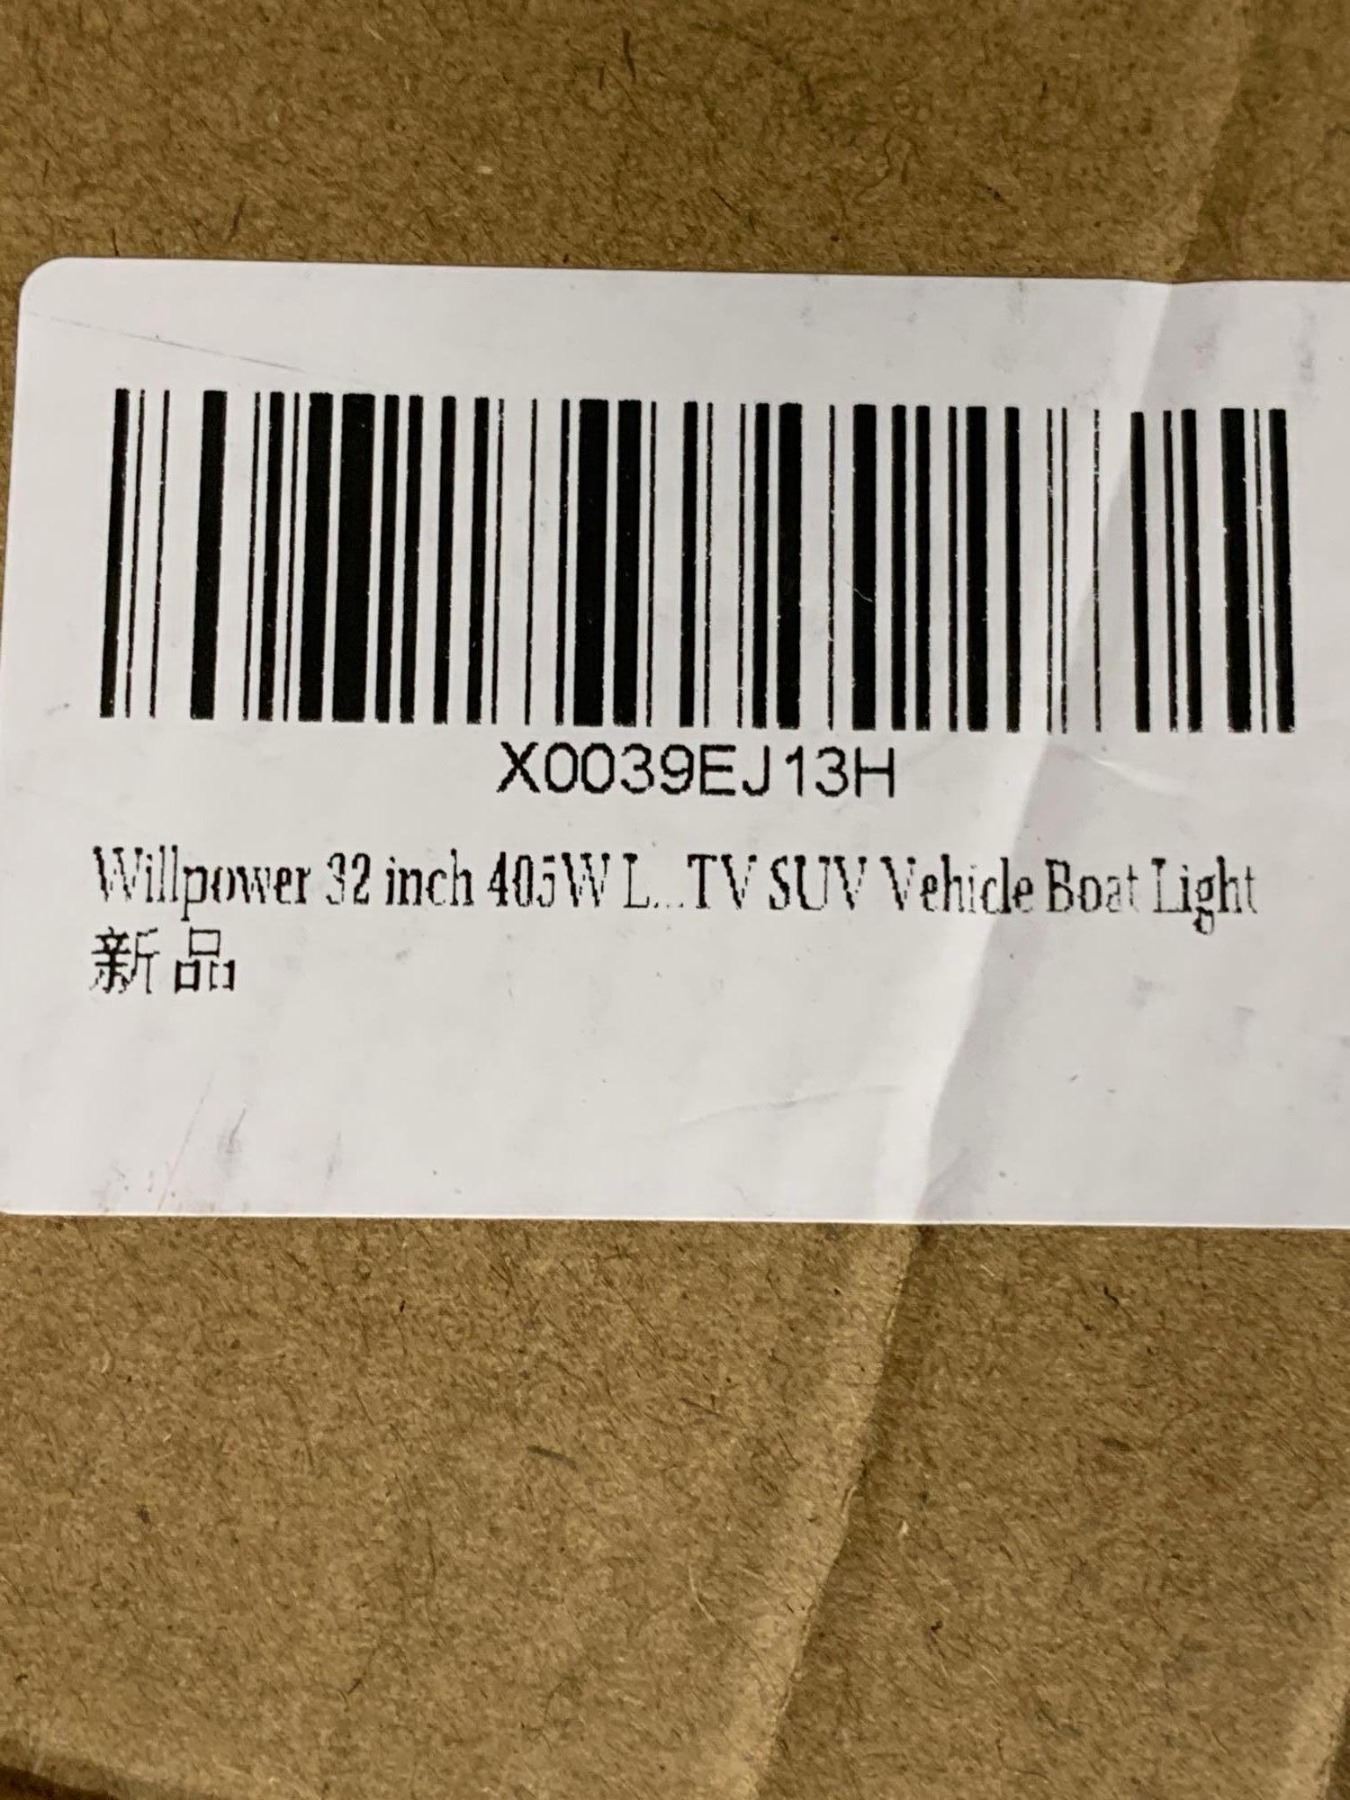 X0039EJ13H
Willpower 32 inch 405W L...TV SUV Vehicle Boat Light
新品